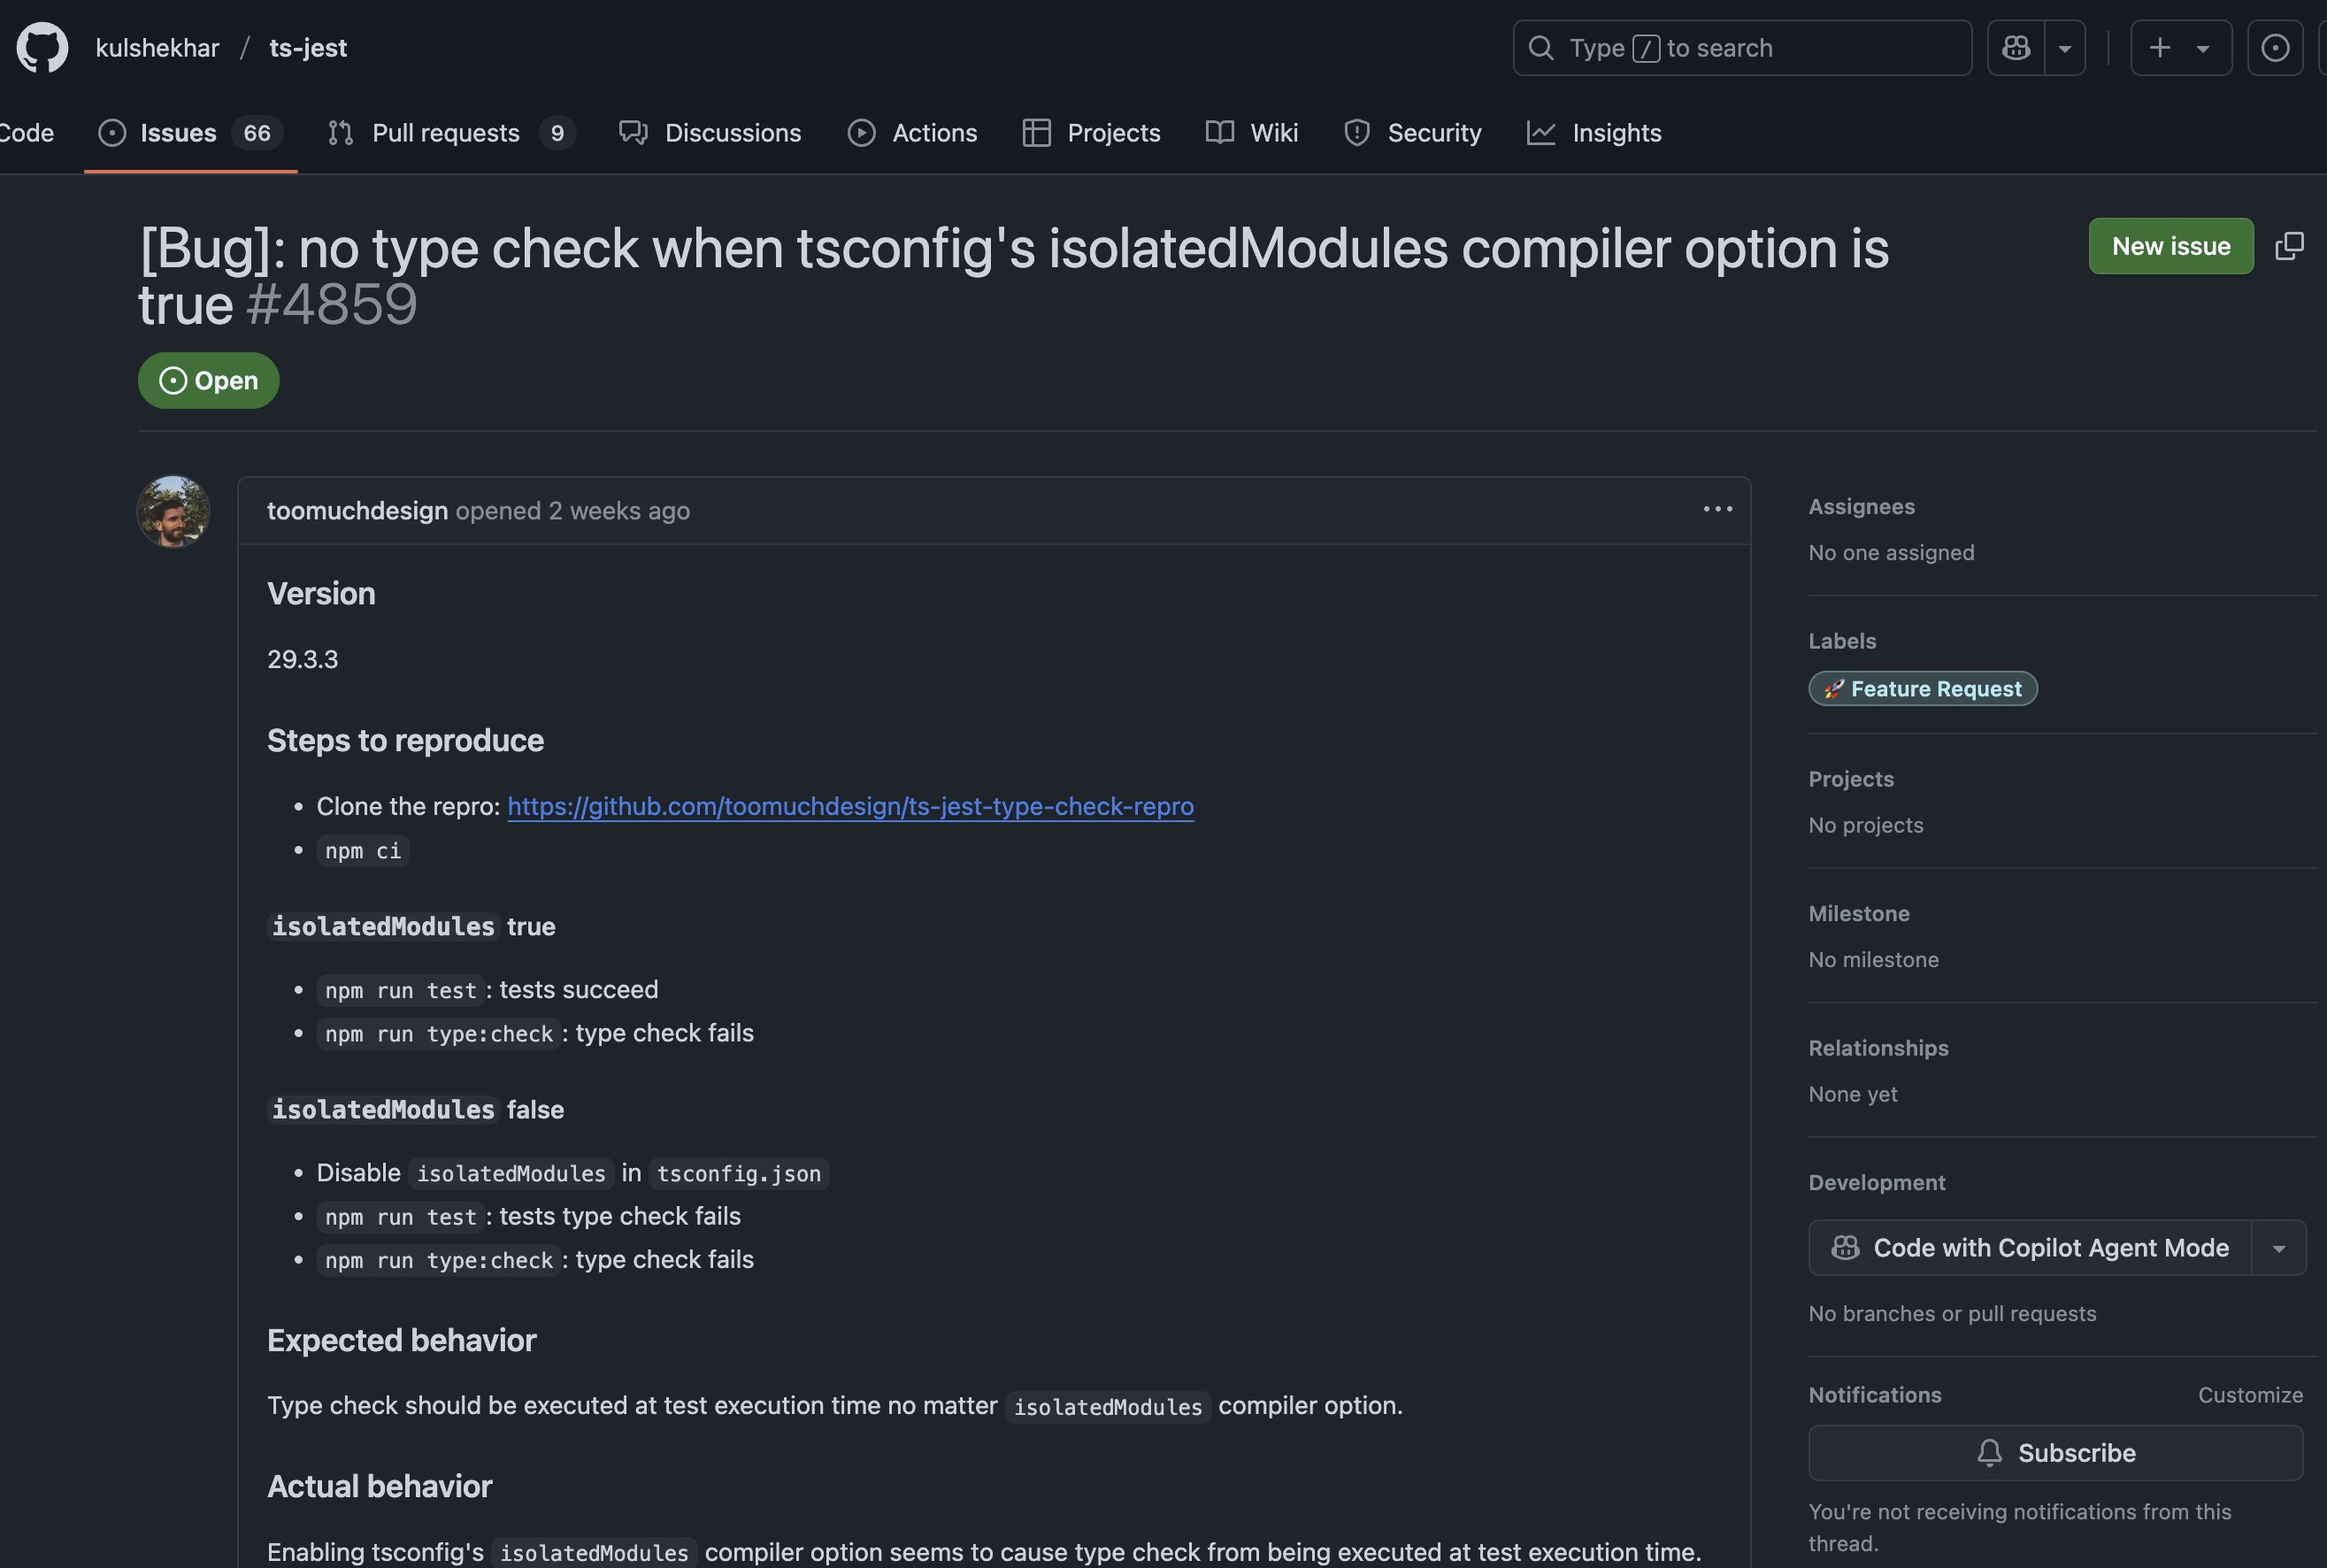 kulshekhar / ts-jest
Type / to search
Code
Issues 66
Pull requests 9
Discussions
Actions
Projects
Wiki
Security
Insights
[Bug]: no type check when tsconfig's isolatedModules compiler option is
true #4859
New issue
Open
toomuchdesign opened 2 weeks ago
Version
29.3.3
Steps to reproduce
• Clone the repro: https://github.com/toomuchdesign/ts-jest-type-check-repro
• npm ci
isolatedModules true
• npm run test: tests succeed
• npm run type:check: type check fails
isolatedModules false
• Disable isolatedModules in tsconfig.json
• npm run test: tests type check fails
• npm run type:check: type check fails
Expected behavior
Type check should be executed at test execution time no matter isolatedModules compiler option.
Actual behavior
Enabling tsconfig's isolatedModules compiler option seems to cause type check from being executed at test execution time.
Assignees
No one assigned
Labels
🚀 Feature Request
Projects
No projects
Milestone
No milestone
Relationships
None yet
Development
Code with Copilot Agent Mode
No branches or pull requests
Notifications
Customize
Subscribe
You're not receiving notifications from this
thread.